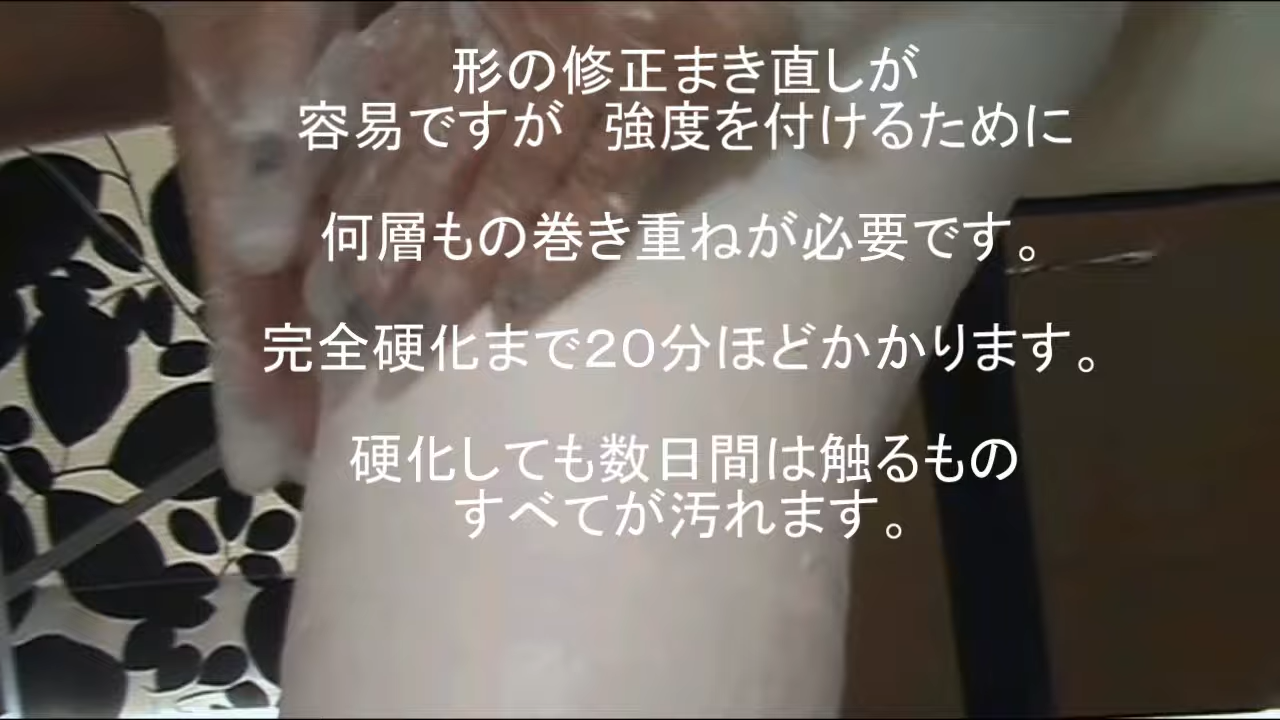 形の修正まき直しが
容易ですが　強度を付けるために
何層もの巻き重ねが必要です。
完全硬化まで２０分ほどかかります。
硬化しても数日間は触るもの
すべてが汚れます。